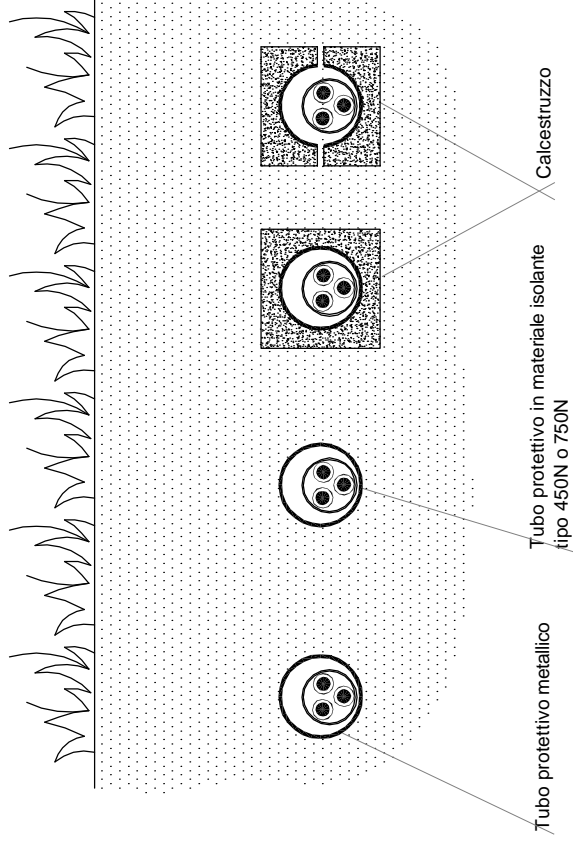 Tubo protettivo metallico
Tubo protettivo in materiale isolante
tipo 450N o 750N
Calcestruzzo